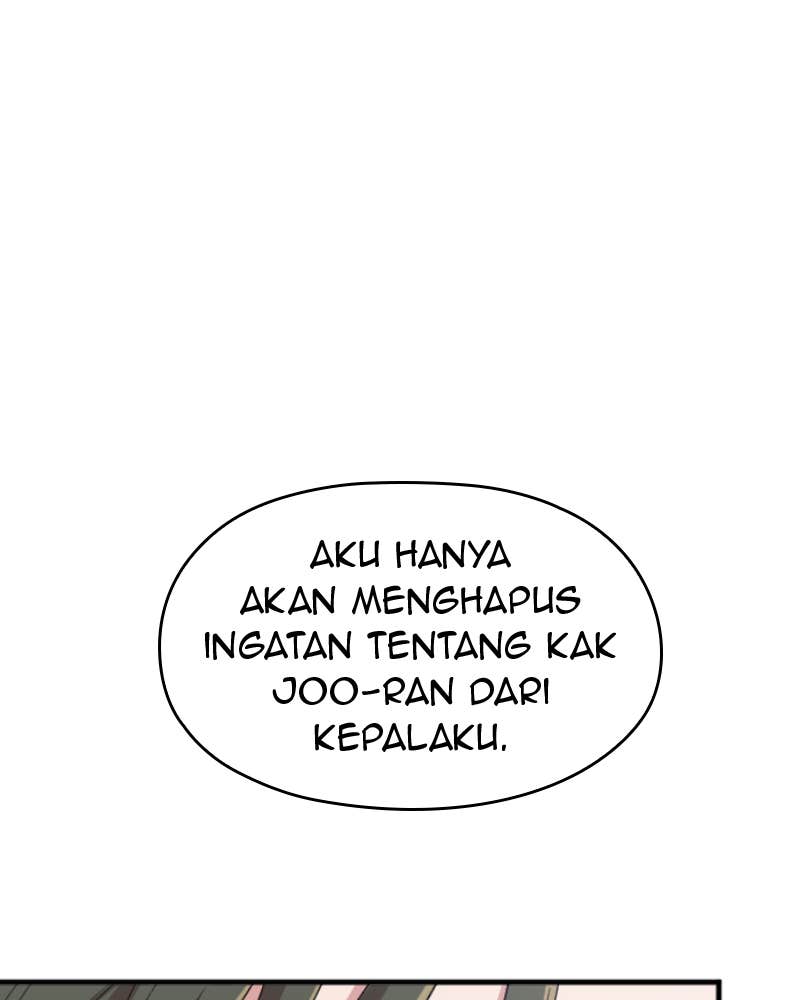 AKU HANYA
AKAN MENGHAPUS
INGATAN TENTANG KAK
JOO-RAN DARI
KEPALAKU.